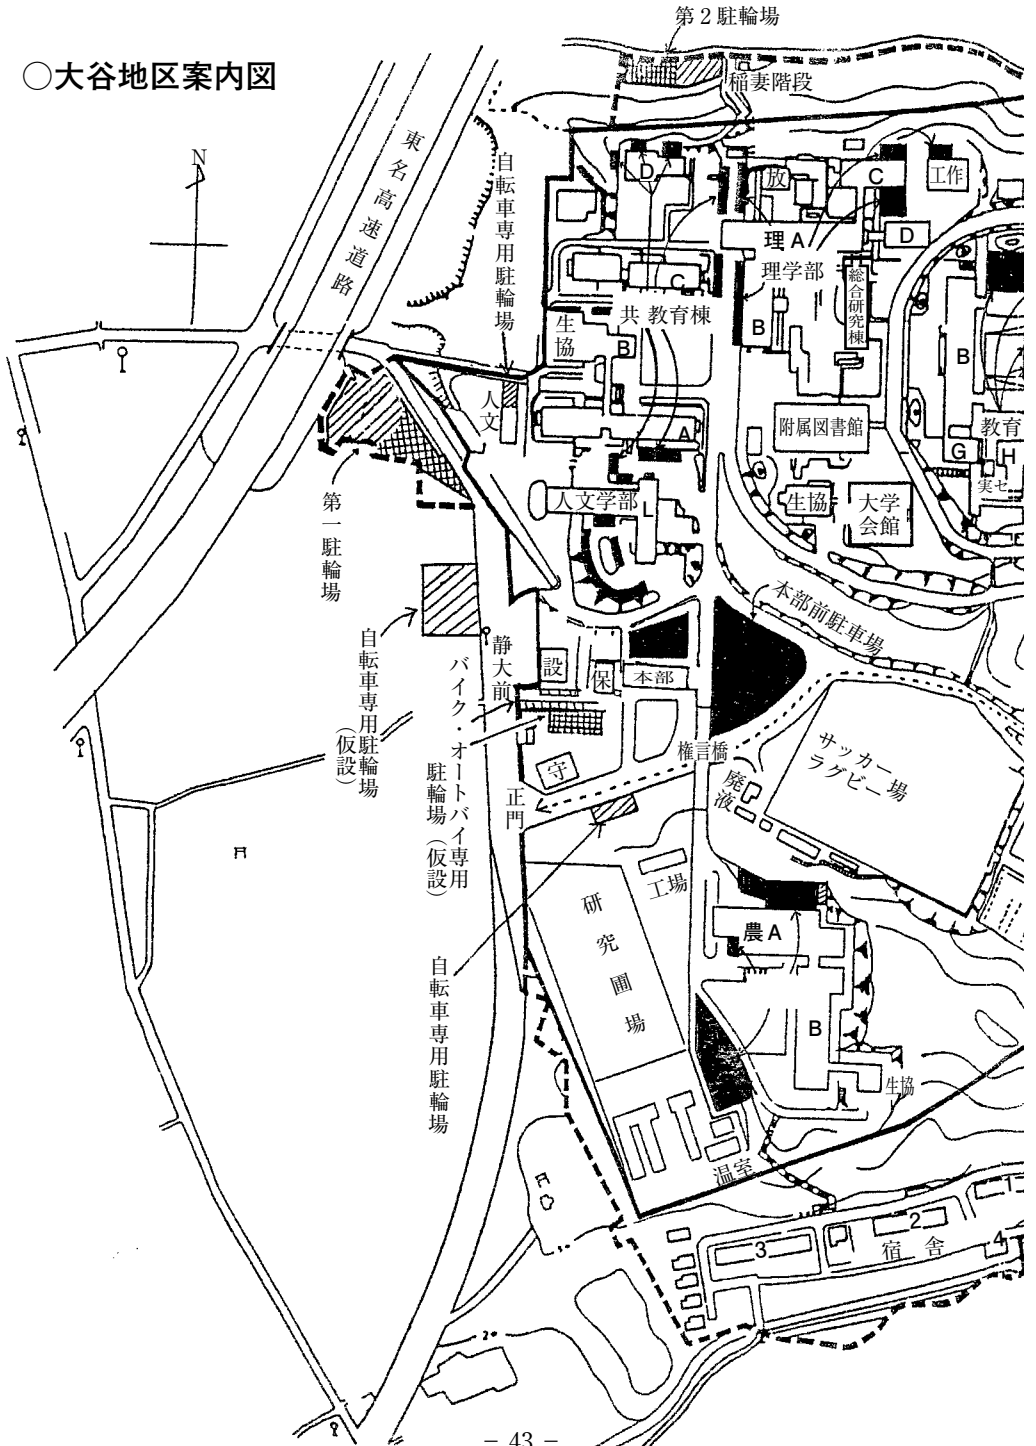 第２駐輪場
○大谷地区案内図
稲妻階段
N
東名高速道路
自転車専用駐輪場
D
放
C
工作
理A
D
理学部
総合研究棟
C
共 教育棟
生協
B
B
B
人文
A
附属図書館
教育
G
H
実セ
第一駐輪場
人文学部
L
生協
大学
会館
本部前駐車場
自転車専用駐輪場
(仮設)
静大前
設
保
本部
バイク・オートバイ専用
駐輪場(仮設)
権言橋
サッカー
ラグビー場
守
正門
廃液
工場
研究圃場
農A
自転車専用駐輪場
B
生協
温室
1
2
3
宿舎
4
− 43 −